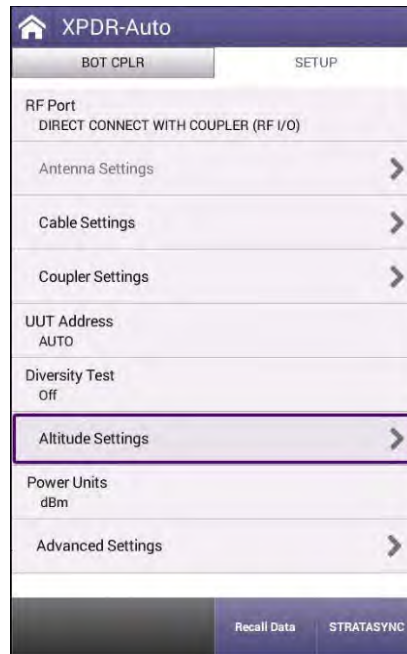 XPDR-Auto
BOT CPLR
SETUP
RF Port
DIRECT CONNECT WITH COUPLER (RF I/O)
Antenna Settings
Cable Settings
Coupler Settings
UUT Address
AUTO
Diversity Test
Off
Altitude Settings
Power Units
dBm
Advanced Settings
Recall Data
STRATASYNC